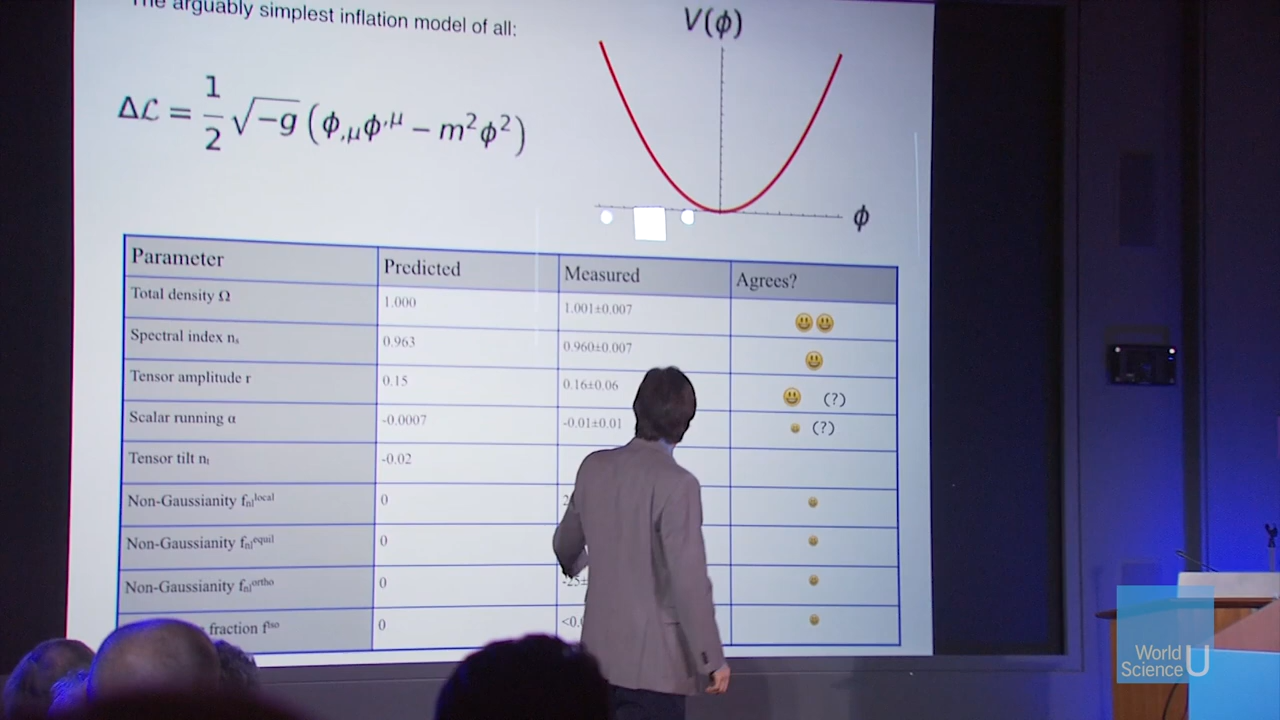 The arguably simplest inflation model of all:
V(ϕ)
Δℒ = 1/2 √−g (ϕ,μϕ,μ − m²ϕ²)
ϕ
Parameter Predicted Measured Agrees?
Total density Ω 1.000 1.001±0.007
Spectral index nₛ 0.963 0.960±0.007
Tensor amplitude r 0.15 0.16±0.06 (?)
Scalar running α -0.0007 -0.01±0.01 (?)
Tensor tilt nₜ -0.02
Non-Gaussianity fₙₗlocal 0
Non-Gaussianity fₙₗequil 0
Non-Gaussianity fₙₗortho 0 -25±
fraction fiso 0 <0.
World
Science U